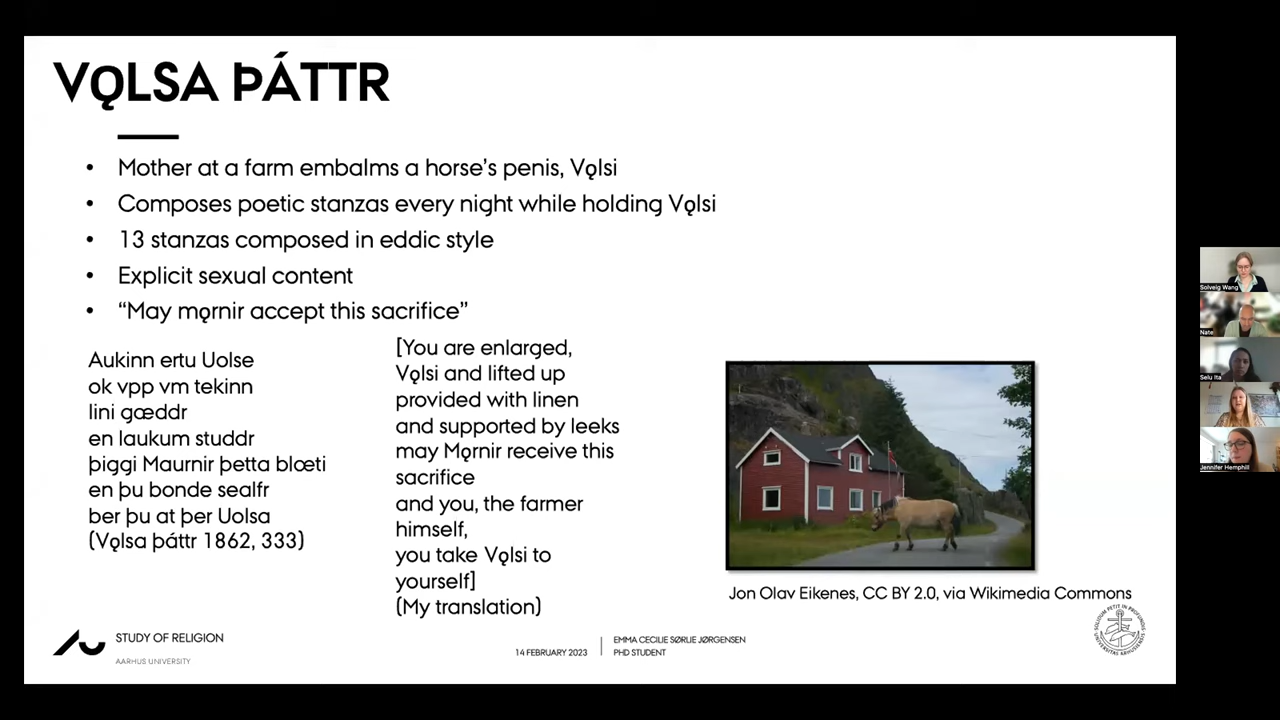 VǪLSA ÞÁTTR
• Mother at a farm embalms a horse's penis, Vǫlsi
• Composes poetic stanzas every night while holding Vǫlsi
• 13 stanzas composed in eddic style
• Explicit sexual content
• “May mǫrnir accept this sacrifice”
Aukinn ertu Uolse
ok vpp vm tekinn
lini gæddr
en laukum studdr
þiggi Maurnir þetta blœti
en þu bonde sealfr
ber þu at þer Uolsa
(Vǫlsa þáttr 1862, 333)
[You are enlarged,
Vǫlsi and lifted up
provided with linen
and supported by leeks
may Mǫrnir receive this
sacrifice
and you, the farmer
himself,
you take Vǫlsi to
yourself]
(My translation)
Jon Olav Eikenes, CC BY 2.0, via Wikimedia Commons
STUDY OF RELIGION
AARHUS UNIVERSITY
14 FEBRUARY 2023
EMMA CECILIE SØRLIE JØRGENSEN
PHD STUDENT
Solveig Wang
Nate
Selu Ita
Jennifer Hemphill